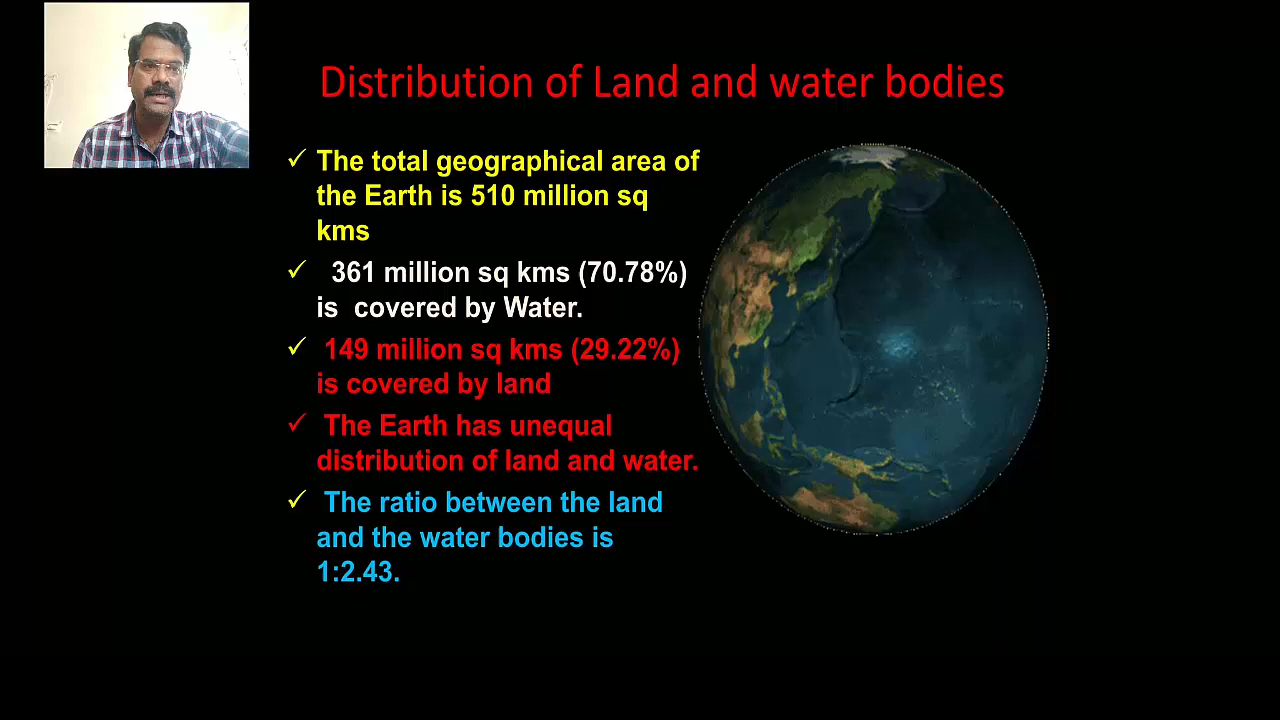 Distribution of Land and water bodies
✓ The total geographical area of
the Earth is 510 million sq
kms
✓ 361 million sq kms (70.78%)
is covered by Water.
✓ 149 million sq kms (29.22%)
is covered by land
✓ The Earth has unequal
distribution of land and water.
✓ The ratio between the land
and the water bodies is
1:2.43.